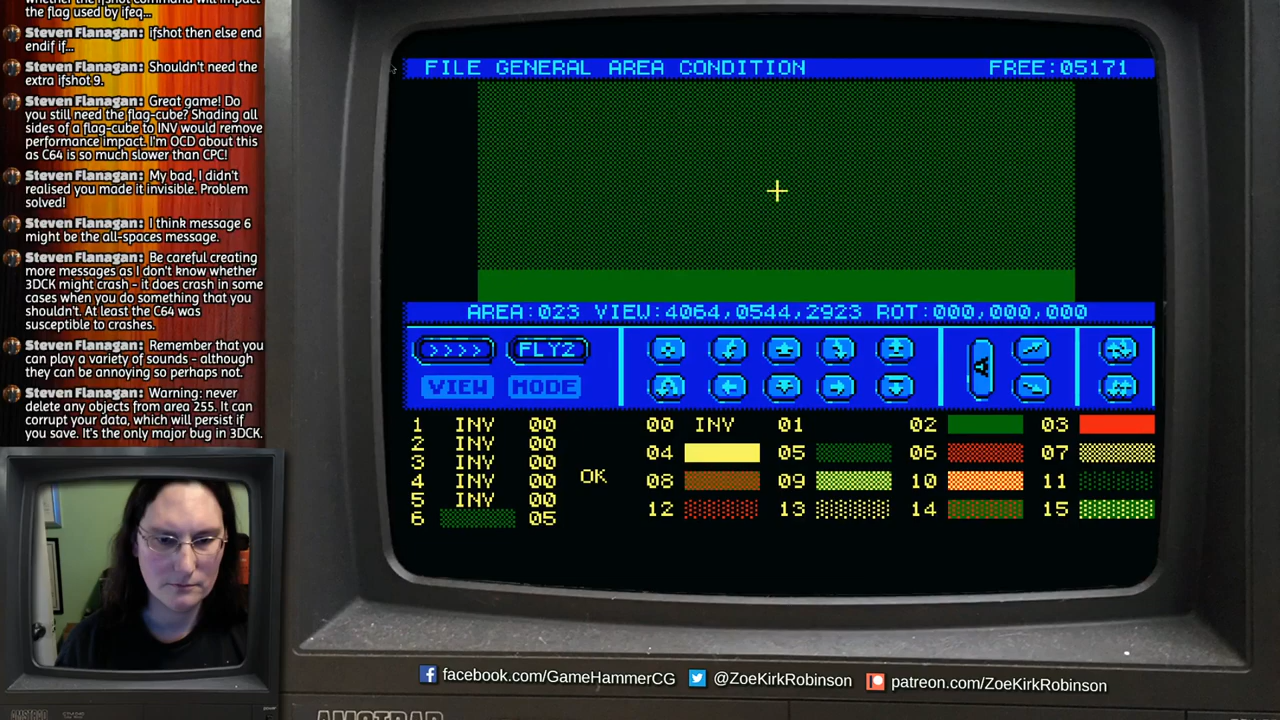 whether the ifshot command will impact
the flag used by ifeq...
Steven Flanagan: ifshot then else end
endif if...
Steven Flanagan: Shouldn't need the
extra ifshot 9.
Steven Flanagan: Great game! Do
you still need the flag-cube? Shading all
sides of a flag-cube to INV would remove
performance impact. I'm OCD about this
as C64 is so much slower than CPC!
Steven Flanagan: My bad, I didn't
realised you made it invisible. Problem
solved!
Steven Flanagan: I think message 6
might be the all-spaces message.
Steven Flanagan: Be careful creating
more messages as I don't know whether
3DCK might crash - it does crash in some
cases when you do something that you
shouldn't. At least the C64 was
susceptible to crashes.
Steven Flanagan: Remember that you
can play a variety of sounds - although
they can be annoying so perhaps not.
Steven Flanagan: Warning: never
delete any objects from area 255. It can
corrupt your data, which will persist if
you save. It's the only major bug in 3DCK.
FILE GENERAL AREA CONDITION FREE:05171
AREA:023 VIEW:4064,0544,2923 ROT:000,000,000
>>>> FLY2
VIEW MODE
1 INV 00
2 INV 00
3 INV 00
4 INV 00
5 INV 00
6 05
OK
00 INV 01 02 03
04 05 06 07
08 09 10 11
12 13 14 15
facebook.com/GameHammerCG @ZoeKirkRobinson patreon.com/ZoeKirkRobinson
AMSTRAD